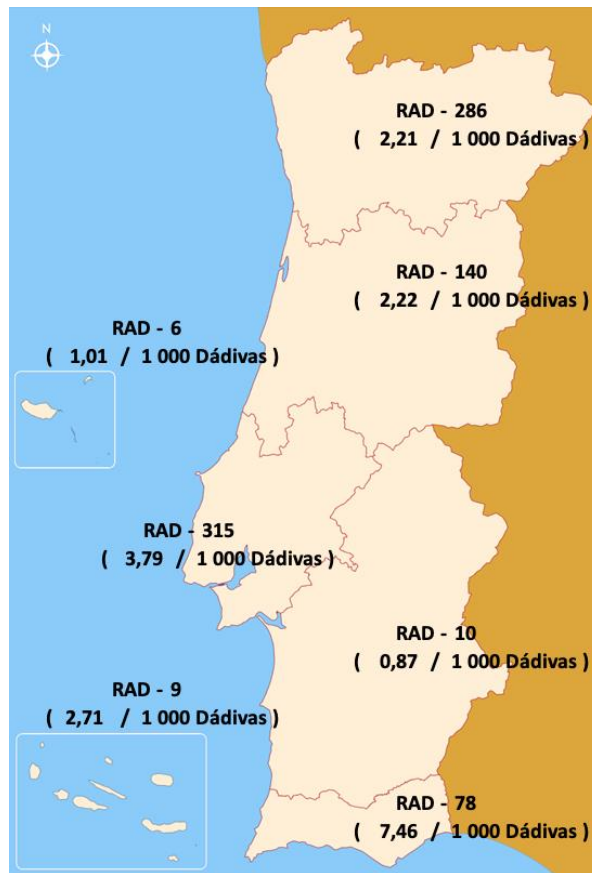 N
RAD - 286
( 2,21 / 1 000 Dádivas )
RAD - 140
( 2,22 / 1 000 Dádivas )
RAD - 6
( 1,01 / 1 000 Dádivas )
RAD - 315
( 3,79 / 1 000 Dádivas )
RAD - 10
( 0,87 / 1 000 Dádivas )
RAD - 9
( 2,71 / 1 000 Dádivas )
RAD - 78
( 7,46 / 1 000 Dádivas )